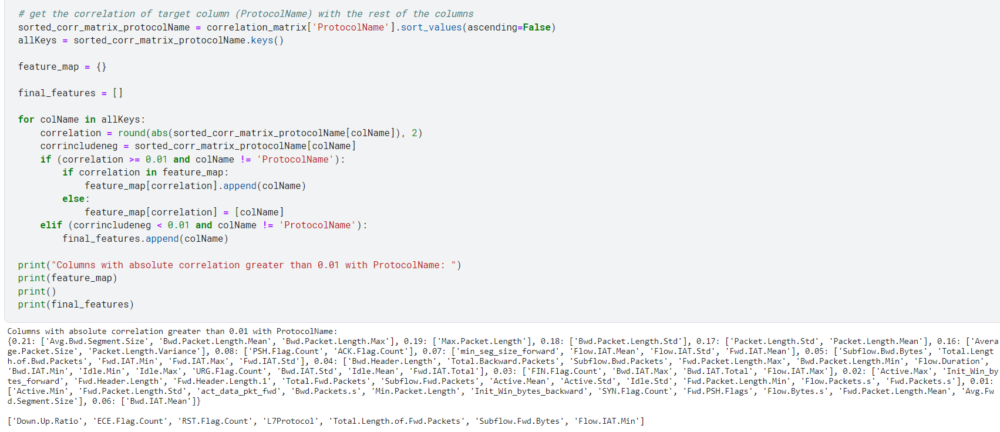 # get the correlation of target column (ProtocolName) with the rest of the columns
sorted_corr_matrix_protocolName = correlation_matrix['ProtocolName'].sort_values(ascending=False)
allKeys = sorted_corr_matrix_protocolName.keys()

feature_map = {}

final_features = []

for colName in allKeys:
    correlation = round(abs(sorted_corr_matrix_protocolName[colName]), 2)
    corrincludeneg = sorted_corr_matrix_protocolName[colName]
    if (correlation >= 0.01 and colName != 'ProtocolName'):
        if correlation in feature_map:
            feature_map[correlation].append(colName)
        else:
            feature_map[correlation] = [colName]
    elif (corrincludeneg < 0.01 and colName != 'ProtocolName'):
        final_features.append(colName)

print("Columns with absolute correlation greater than 0.01 with ProtocolName: ")
print(feature_map)
print()
print(final_features)

Columns with absolute correlation greater than 0.01 with ProtocolName:
{0.21: ['Avg.Bwd.Segment.Size', 'Bwd.Packet.Length.Mean', 'Bwd.Packet.Length.Max'], 0.19: ['Max.Packet.Length'], 0.18: ['Bwd.Packet.Length.Std'], 0.17: ['Packet.Length.Std', 'Packet.Length.Mean'], 0.16: ['Avera
ge.Packet.Size', 'Packet.Length.Variance'], 0.08: ['PSH.Flag.Count', 'ACK.Flag.Count'], 0.07: ['min_seg_size_forward', 'Flow.IAT.Mean', 'Flow.IAT.Std', 'Fwd.IAT.Mean'], 0.05: ['Subflow.Bwd.Bytes', 'Total.Lengt
h.of.Bwd.Packets', 'Fwd.IAT.Min', 'Fwd.IAT.Max', 'Fwd.IAT.Std'], 0.04: ['Bwd.Header.Length', 'Total.Backward.Packets', 'Subflow.Bwd.Packets', 'Fwd.Packet.Length.Max', 'Bwd.Packet.Length.Min', 'Flow.Duration',
'Bwd.IAT.Min', 'Idle.Min', 'Idle.Max', 'URG.Flag.Count', 'Bwd.IAT.Std', 'Idle.Mean', 'Fwd.IAT.Total'], 0.03: ['FIN.Flag.Count', 'Bwd.IAT.Max', 'Bwd.IAT.Total', 'Flow.IAT.Max'], 0.02: ['Active.Max', 'Init_Win_by
tes_forward', 'Fwd.Header.Length', 'Fwd.Header.Length.1', 'Total.Fwd.Packets', 'Subflow.Fwd.Packets', 'Active.Mean', 'Active.Std', 'Idle.Std', 'Fwd.Packet.Length.Min', 'Flow.Packets.s', 'Fwd.Packets.s'], 0.01:
['Active.Min', 'Fwd.Packet.Length.Std', 'act_data_pkt_fwd', 'Bwd.Packets.s', 'Min.Packet.Length', 'Init_Win_bytes_backward', 'SYN.Flag.Count', 'Fwd.PSH.Flags', 'Flow.Bytes.s', 'Fwd.Packet.Length.Mean', 'Avg.Fw
d.Segment.Size'], 0.06: ['Bwd.IAT.Mean']}

['Down.Up.Ratio', 'ECE.Flag.Count', 'RST.Flag.Count', 'L7Protocol', 'Total.Length.of.Fwd.Packets', 'Subflow.Fwd.Bytes', 'Flow.IAT.Min']